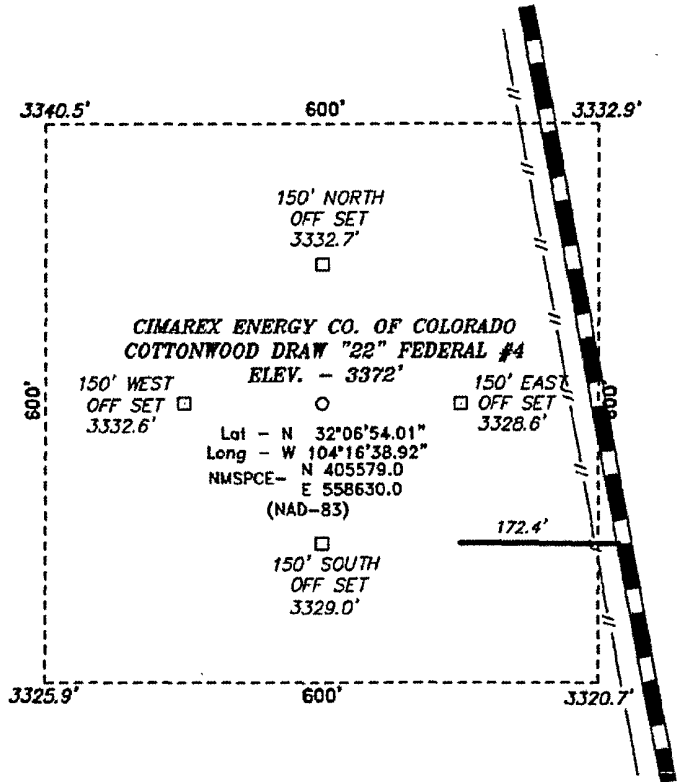 3340.5' 600' 3332.9'
150' NORTH
OFF SET
3332.7'
CIMAREX ENERGY CO. OF COLORADO
COTTONWOOD DRAW "22" FEDERAL #4
ELEV. - 3372'
150' WEST
OFF SET
3332.6'
600'
150' EAST
OFF SET
3328.6'
600'
Lat - N 32°06'54.01"
Long - W 104°16'38.92"
NMSPCE- N 405579.0
E 558630.0
(NAD-83)
172.4'
150' SOUTH
OFF SET
3329.0'
3325.9' 600' 3320.7'